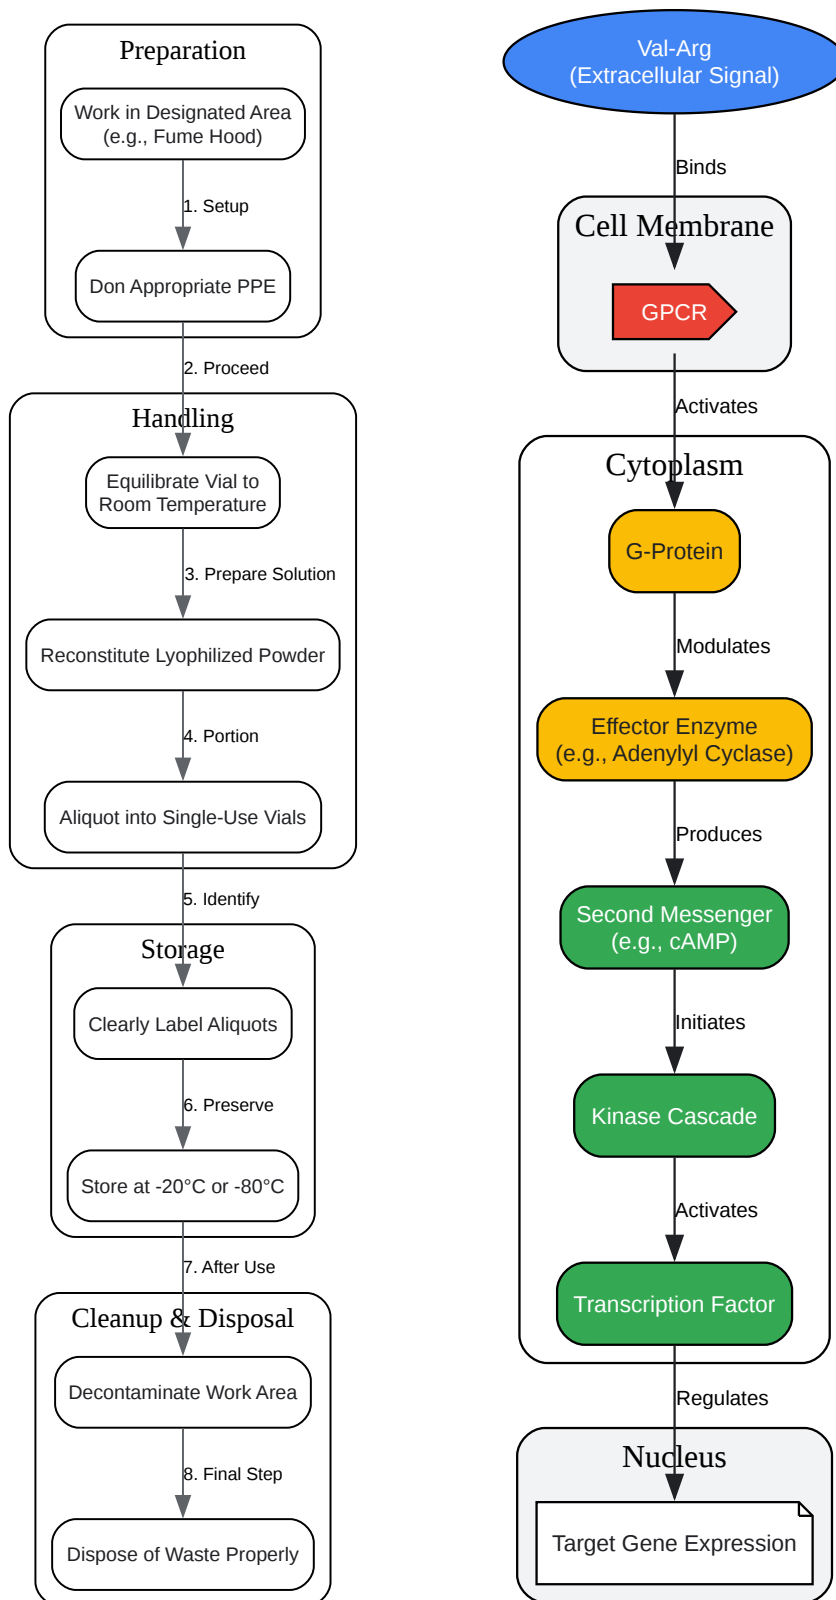 Preparation
Work in Designated Area
(e.g., Fume Hood)
1. Setup
Don Appropriate PPE
2. Proceed
Handling
Equilibrate Vial to
Room Temperature
3. Prepare Solution
Reconstitute Lyophilized Powder
4. Portion
Aliquot into Single-Use Vials
5. Identify
Storage
Clearly Label Aliquots
6. Preserve
Store at -20°C or -80°C
7. After Use
Cleanup & Disposal
Decontaminate Work Area
8. Final Step
Dispose of Waste Properly
Val-Arg
(Extracellular Signal)
Binds
Cell Membrane
GPCR
Activates
Cytoplasm
G-Protein
Modulates
Effector Enzyme
(e.g., Adenylyl Cyclase)
Produces
Second Messenger
(e.g., cAMP)
Initiates
Kinase Cascade
Activates
Transcription Factor
Regulates
Nucleus
Target Gene Expression